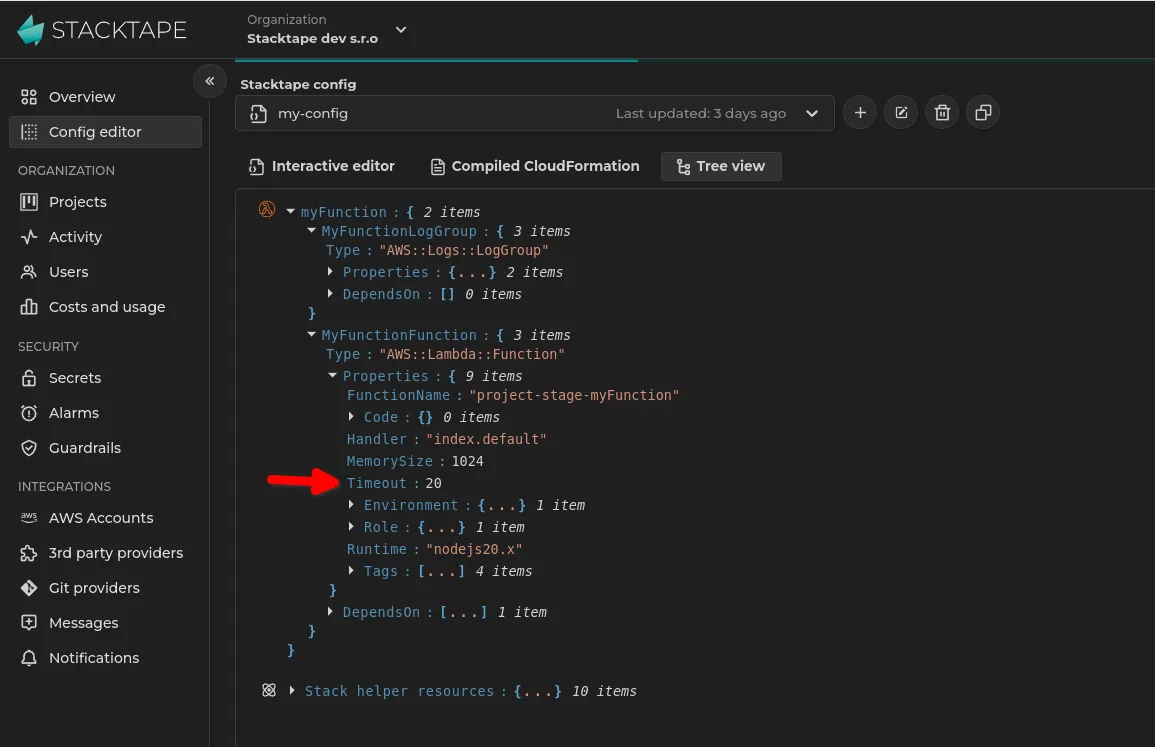 STACKTAPE
Organization
Stacktape dev s.r.o
Overview
Config editor
ORGANIZATION
Projects
Activity
Users
Costs and usage
SECURITY
Secrets
Alarms
Guardrails
INTEGRATIONS
aws AWS Accounts
3rd party providers
Git providers
Messages
Notifications
Stacktape config
my-config Last updated: 3 days ago
Interactive editor Compiled CloudFormation Tree view
myFunction : { 2 items
MyFunctionLogGroup : { 3 items
Type : "AWS::Logs::LogGroup"
Properties : {...} 2 items
DependsOn : [] 0 items
}
MyFunctionFunction : { 3 items
Type : "AWS::Lambda::Function"
Properties : { 9 items
FunctionName : "project-stage-myFunction"
Code : {} 0 items
Handler : "index.default"
MemorySize : 1024
Timeout : 20
Environment : {...} 1 item
Role : {...} 1 item
Runtime : "nodejs20.x"
Tags : [...] 4 items
}
DependsOn : [...] 1 item
}
}
Stack helper resources : {...} 10 items